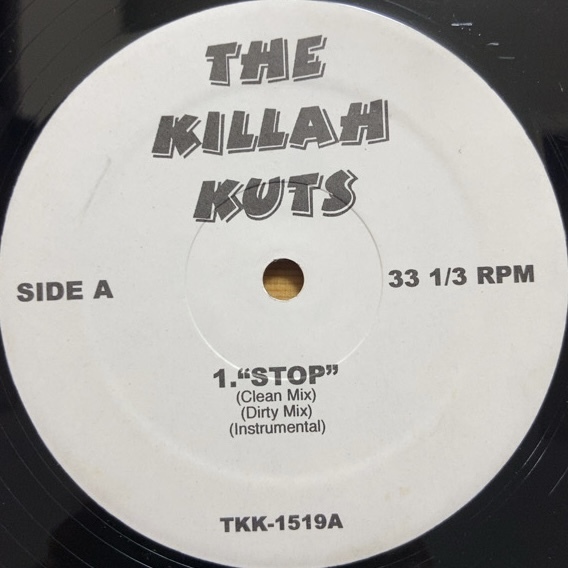 THE
KILLAH
KUTS
SIDE A
33 1/3 RPM
1."STOP"
(Clean Mix)
(Dirty Mix)
(Instrumental)
TKK-1519A